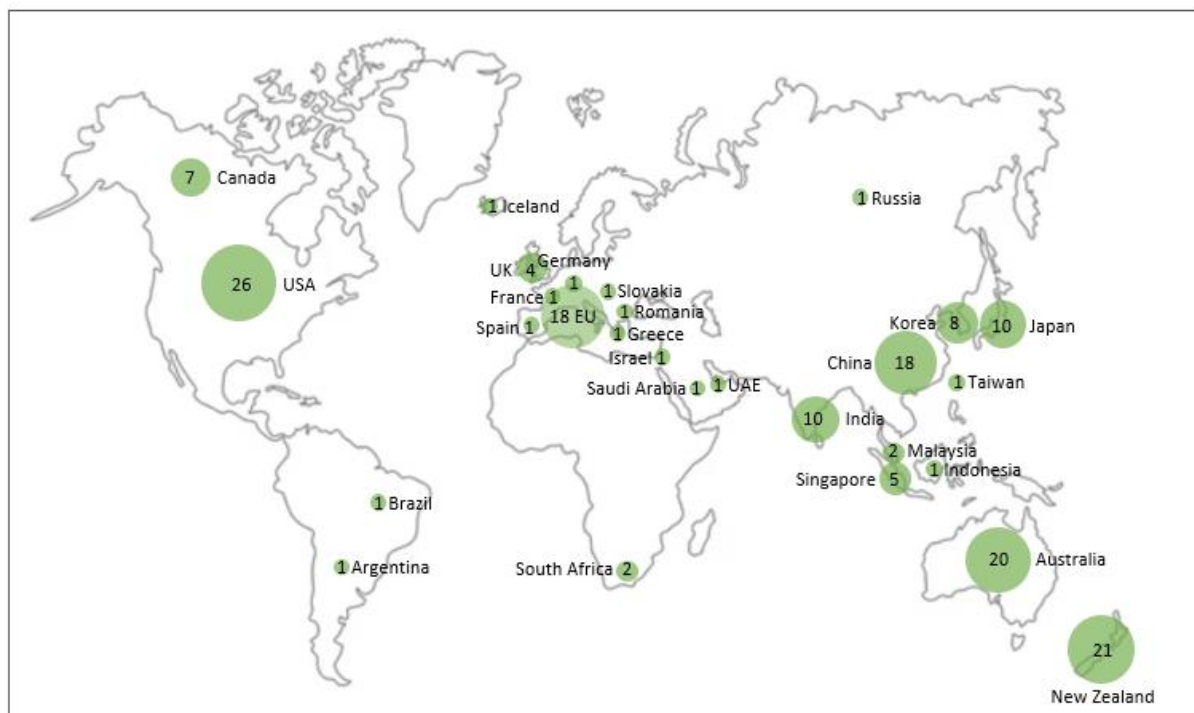 7 Canada
1 Iceland
1 Russia
26 USA
UK 4
Germany
1
France 1
1 Slovakia
18 EU
1 Romania
Spain 1
1 Greece
Israel 1
Saudi Arabia 1
1 UAE
Korea 8
10 Japan
China 18
1 Taiwan
10 India
2 Malaysia
Singapore 5
1 Indonesia
1 Brazil
1 Argentina
South Africa 2
20 Australia
21
New Zealand